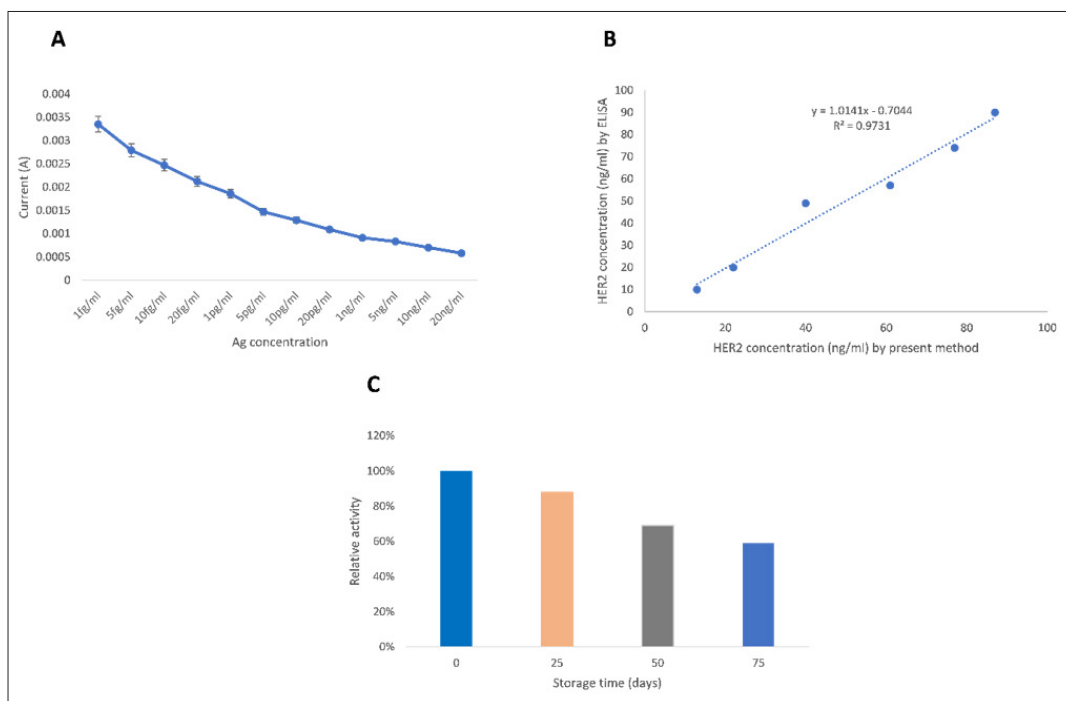 A
0.004
0.0035
0.003
0.0025
0.002
0.0015
0.001
0.0005
0
Current (A)
1fg/ml
5fg/ml
10fg/ml
20fg/ml
1pg/ml
5pg/ml
10pg/ml
20pg/ml
1ng/ml
5ng/ml
10ng/ml
20ng/ml
Ag concentration
B
100
90
80
70
60
50
40
30
20
10
0
HER2 concentration (ng/ml) by ELISA
y = 1.0141x - 0.7044
R² = 0.9731
0 20 40 60 80 100
HER2 concentration (ng/ml) by present method
C
120%
100%
80%
60%
40%
20%
0%
Relative activity
0 25 50 75
Storage time (days)